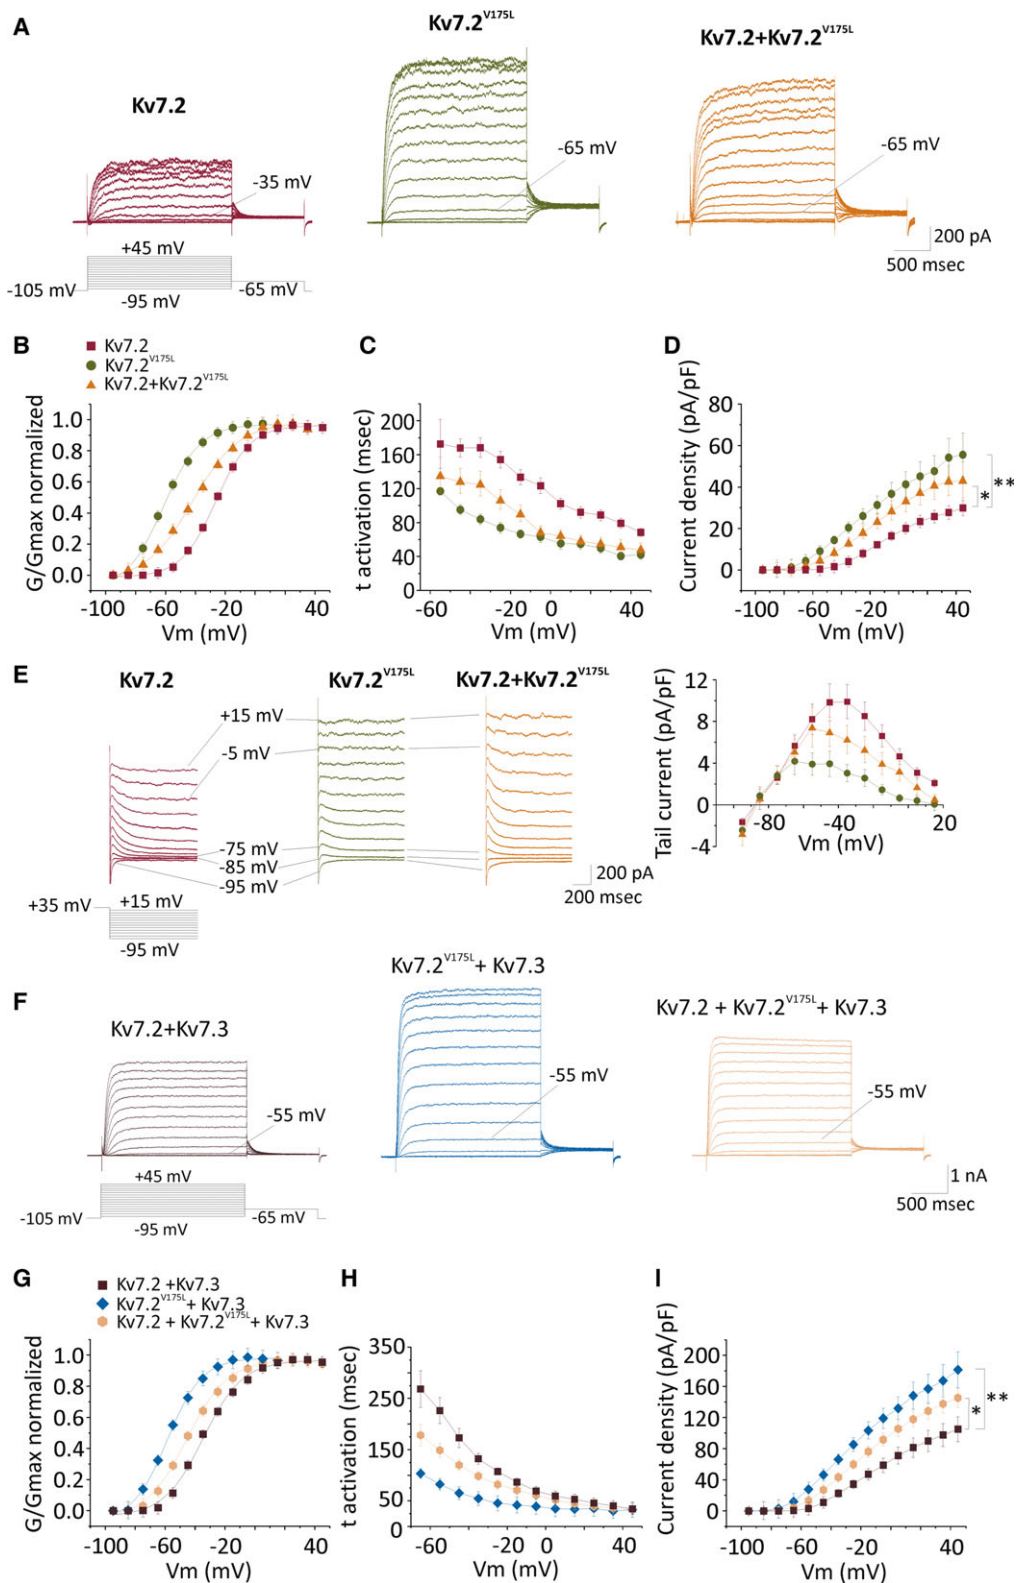 A
Kv7.2
Kv7.2V175L
Kv7.2+Kv7.2V175L
-35 mV
-65 mV
-65 mV
+45 mV
-105 mV
-95 mV
-65 mV
200 pA
500 msec
B
Kv7.2
Kv7.2V175L
Kv7.2+Kv7.2V175L
G/Gmax normalized
1.0
0.8
0.6
0.4
0.2
0.0
-100
-60
-20
40
Vm (mV)
C
t activation (msec)
200
160
120
80
40
0
-60
-20
0
40
Vm (mV)
D
Current density (pA/pF)
80
60
40
20
0
-100
-60
-20
40
Vm (mV)
*
**
E
Kv7.2
Kv7.2V175L
Kv7.2+Kv7.2V175L
+15 mV
-5 mV
-75 mV
-85 mV
-95 mV
+35 mV
+15 mV
-95 mV
200 pA
200 msec
Tail current (pA/pF)
12
8
4
0
-4
-80
-40
20
Vm (mV)
F
Kv7.2+Kv7.3
Kv7.2V175L+ Kv7.3
Kv7.2 + Kv7.2V175L+ Kv7.3
-55 mV
-55 mV
-55 mV
+45 mV
-105 mV
-95 mV
-65 mV
1 nA
500 msec
G
Kv7.2 +Kv7.3
Kv7.2V175L+ Kv7.3
Kv7.2 + Kv7.2V175L+ Kv7.3
G/Gmax normalized
1.0
0.8
0.6
0.4
0.2
0.0
-100
-60
-20
40
Vm (mV)
H
t activation (msec)
350
250
150
50
0
-60
-20
0
40
Vm (mV)
I
Current density (pA/pF)
200
160
120
80
40
0
-100
-60
-20
40
Vm (mV)
*
**